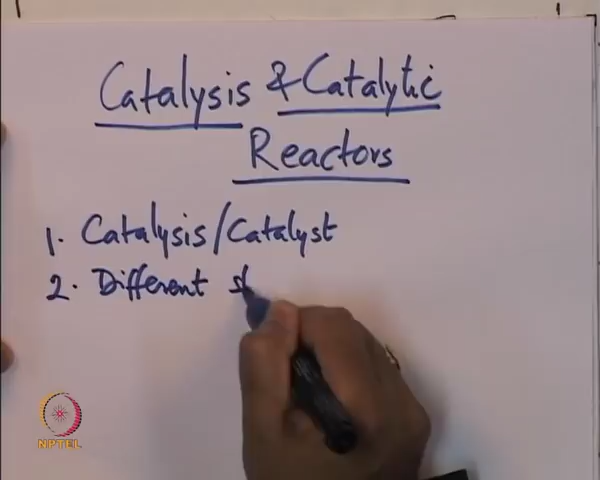 Catalysis & Catalytic
Reactors
1. Catalysis/Catalyst
2. Different
NPTEL